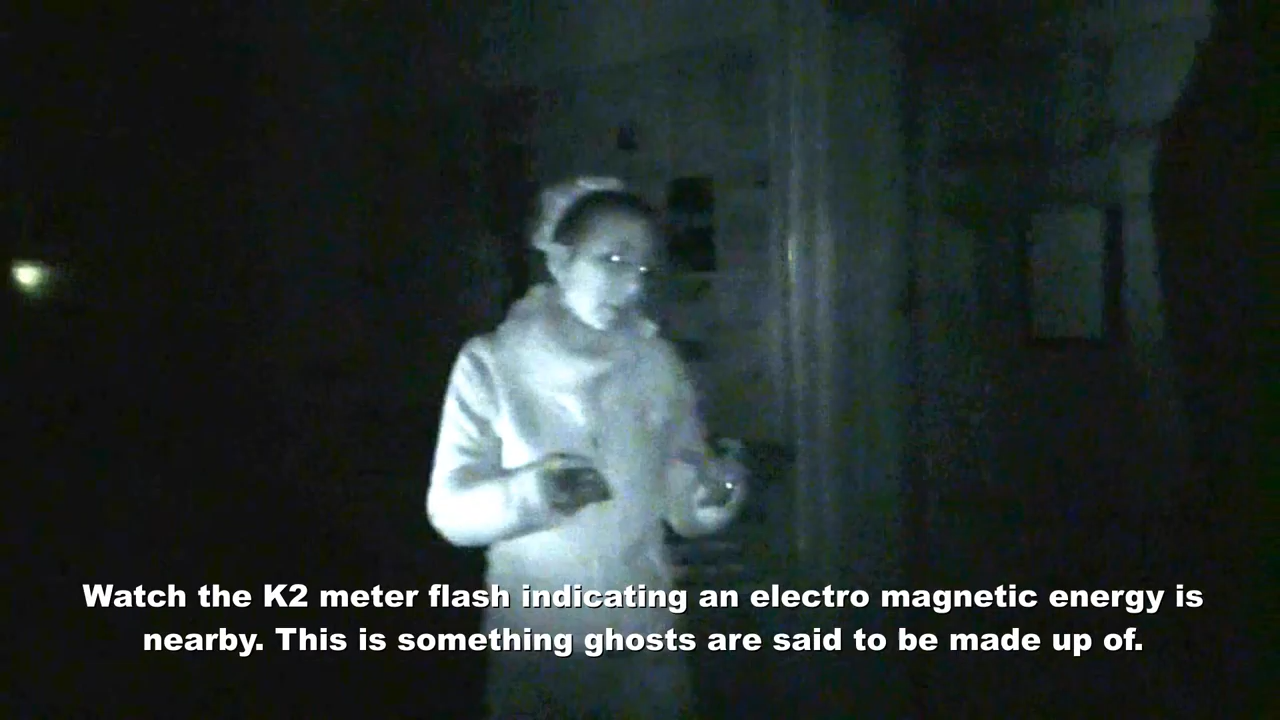 Watch the K2 meter flash indicating an electro magnetic energy is
nearby. This is something ghosts are said to be made up of.